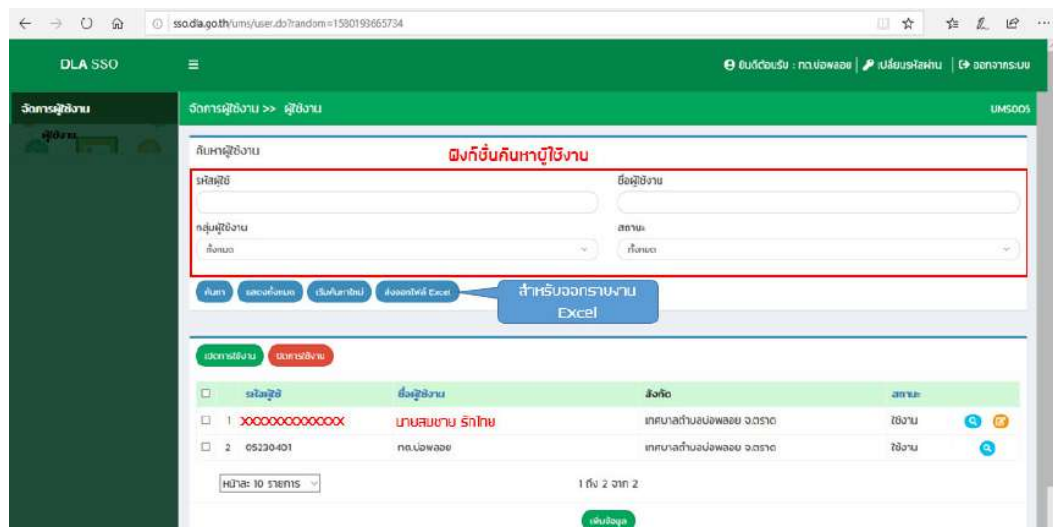 sso.dla.go.th/ums/user.do?random=1580193665734
DLA SSO
ยินดีต้อนรับ : ทต.บ่อพลอย | เปลี่ยนรหัสผ่าน | ออกจากระบบ
จัดการผู้ใช้งาน
จัดการผู้ใช้งาน >> ผู้ใช้งาน
UMS005
ผู้ใช้งาน
ค้นหาผู้ใช้งาน
ฟังก์ชั่นค้นหาผู้ใช้งาน
รหัสผู้ใช้
ชื่อผู้ใช้งาน
กลุ่มผู้ใช้งาน
สถานะ
ทั้งหมด
ทั้งหมด
ค้นหา แสดงทั้งหมด เริ่มค้นหาใหม่ ส่งออกไฟล์ Excel
สำหรับออกรายงาน
Excel
เปิดการใช้งาน ปิดการใช้งาน
รหัสผู้ใช้ ชื่อผู้ใช้งาน สังกัด สถานะ
1 XXXXXXXXXXXXX นายสมชาย รักไทย เทศบาลตำบลบ่อพลอย จ.ตราด ใช้งาน
2 05230401 ทต.บ่อพลอย เทศบาลตำบลบ่อพลอย จ.ตราด ใช้งาน
หน้าละ 10 รายการ
1 ถึง 2 จาก 2
เพิ่มข้อมูล